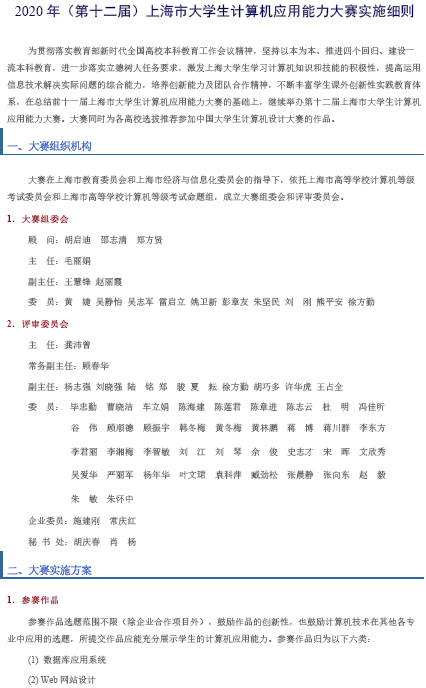 2020 年（第十二届）上海市大学生计算机应用能力大赛实施细则
为贯彻落实教育部新时代全国高校本科教育工作会议精神，坚持以本为本、推进四个回归、建设一
流本科教育，进一步落实立德树人任务要求，激发上海大学生学习计算机知识和技能的积极性，提高运用
信息技术解决实际问题的综合能力，培养创新能力及团队合作精神，不断丰富学生课外创新性实践教育体
系，在总结前十一届上海市大学生计算机应用能力大赛的基础上，继续举办第十二届上海市大学生计算机
应用能力大赛。大赛同时为各高校选拔推荐参加中国大学生计算机设计大赛的作品。
一、大赛组织机构
大赛在上海市教育委员会和上海市经济与信息化委员会的指导下，依托上海市高等学校计算机等级
考试委员会和上海市高等学校计算机等级考试命题组，成立大赛组委会和评审委员会。
1．大赛组委会
顾　问：胡启迪　邵志清　郑方贤
主　任：毛丽娟
副主任：王慧锋 赵丽霞
委　员：黄　婕 吴静怡 吴志军 雷启立 姚卫新 彭章友 朱坚民 刘　刚 熊平安 徐方勤
2．评审委员会
主　任：龚沛曾
常务副主任：顾春华
副主任：杨志强 刘晓强 陆　铭 郑　骏 夏　耘 徐方勤 胡巧多 许华虎 王占全
委　员：　毕忠勤　曹晓洁　车立娟　陈海建　陈莲君　陈章进　陈志云　杜　明　冯佳昕
谷　伟　顾顺德　顾振宇　韩冬梅　黄冬梅　黄林鹏　蒋　博　蒋川群　李东方
李君丽　李湘梅　李智敏　刘　江　刘　琴　余　俊　史志才　宋　晖　文欣秀
吴爱华　严丽军　杨年华　叶文珺　袁科萍　臧劲松　张晨静　张向东　赵　毅
朱　敏　朱怀中
企业委员：施建刚　常庆红
秘 书 处：胡庆春　肖　杨
二、大赛实施方案
1．参赛作品
参赛作品选题范围不限（除企业合作项目外），鼓励作品的创新性，也鼓励计算机技术在其他各专
业中应用的选题，所提交作品应能充分展示学生的计算机应用能力。参赛作品归为以下六类：
(1) 数据库应用系统
(2) Web 网站设计